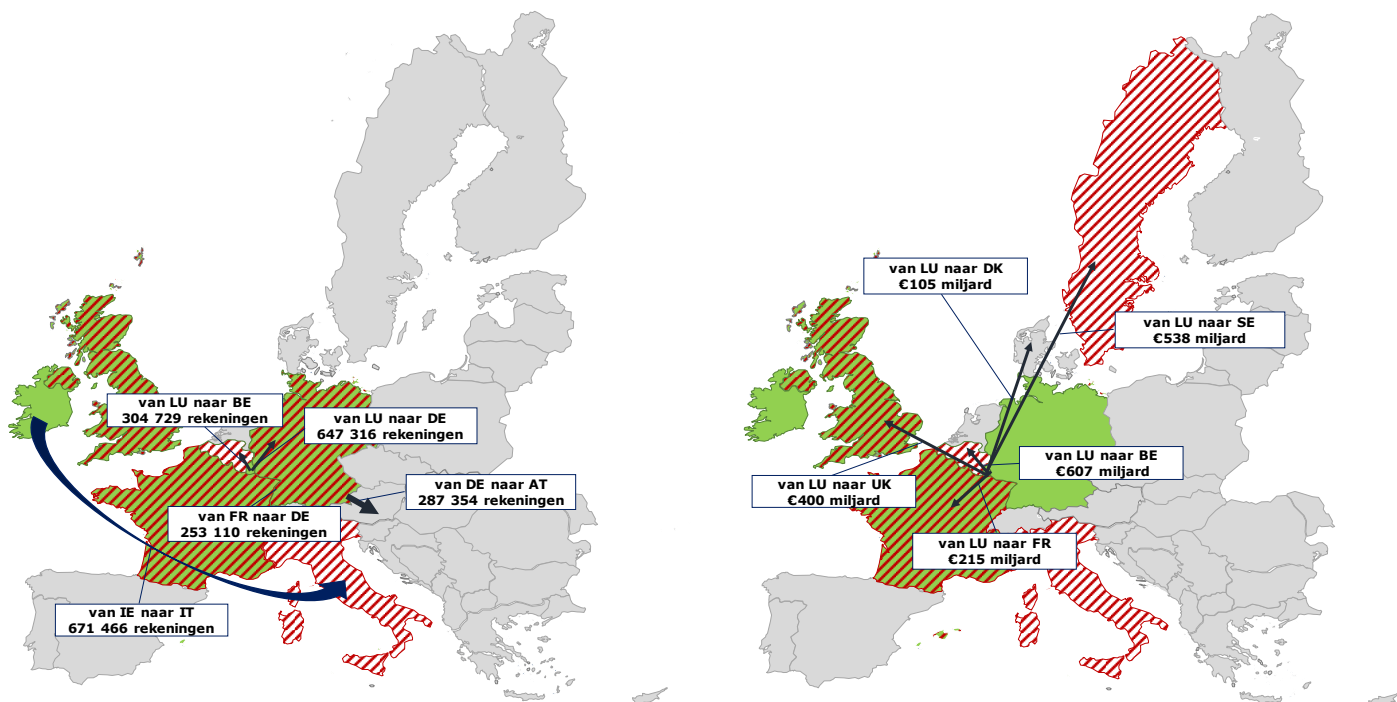 van LU naar BE
304 729 rekeningen
van LU naar DE
647 316 rekeningen
van DE naar AT
287 354 rekeningen
van FR naar DE
253 110 rekeningen
van IE naar IT
671 466 rekeningen
van LU naar DK
€105 miljard
van LU naar SE
€538 miljard
van LU naar BE
€607 miljard
van LU naar UK
€400 miljard
van LU naar FR
€215 miljard